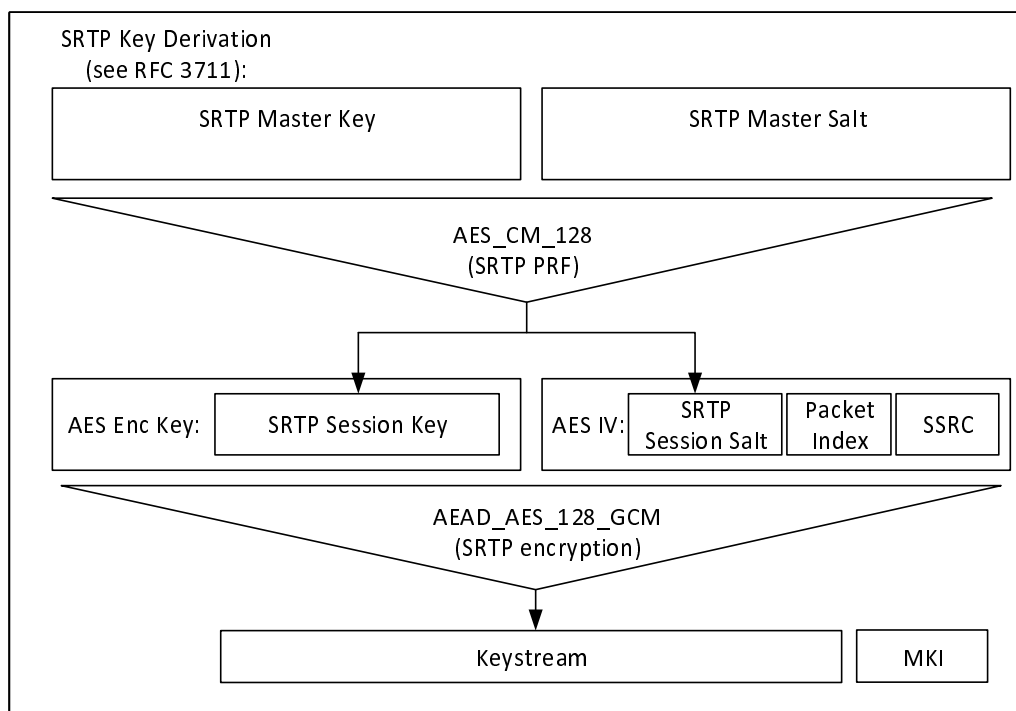 SRTP Key Derivation
(see RFC 3711):
SRTP Master Key
SRTP Master Salt
AES_CM_128
(SRTP PRF)
AES Enc Key:
SRTP Session Key
AES IV:
SRTP
Session Salt
Packet
Index
SSRC
AEAD_AES_128_GCM
(SRTP encryption)
Keystream
MKI